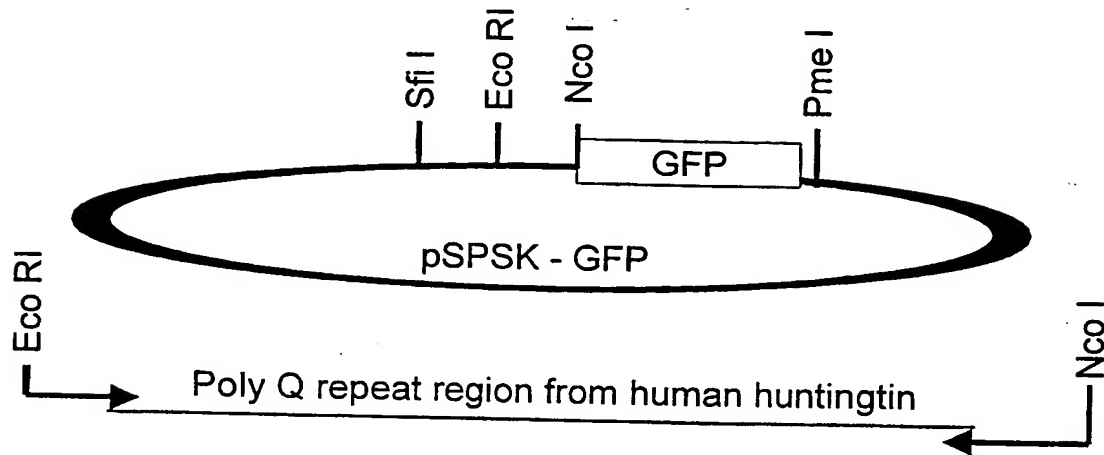 Sfi I
Eco RI
Nco I
Pme I
GFP
pSPSK - GFP
Eco RI
Nco I
Poly Q repeat region from human huntingtin